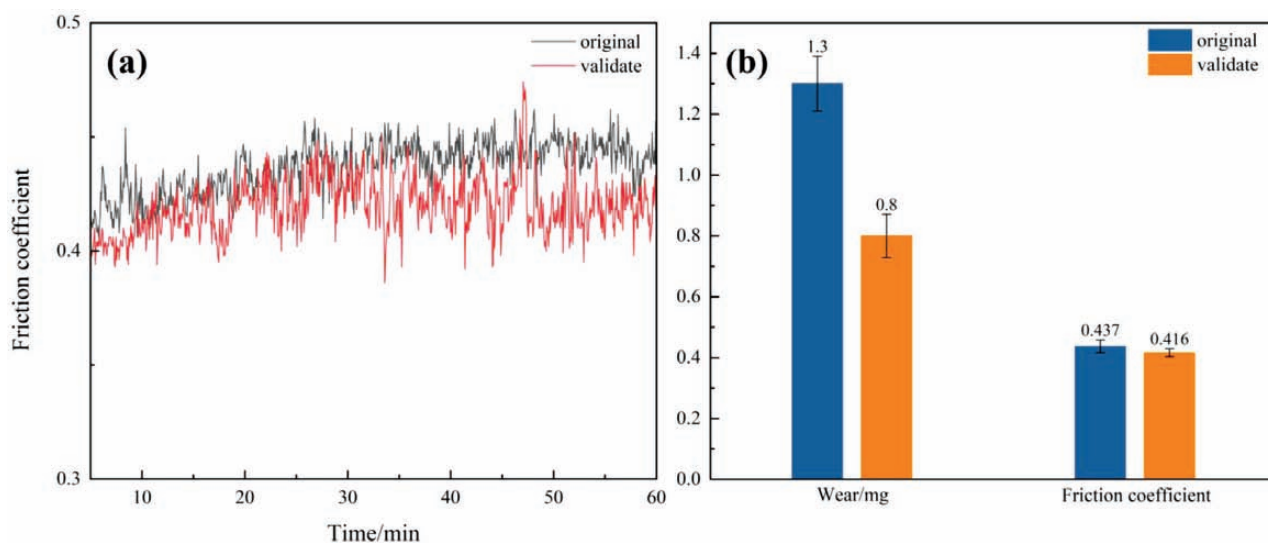 (a)
original
validate
0.5
0.4
0.3
Friction coefficient
10 20 30 40 50 60
Time/min
(b)
original
validate
1.4
1.2
1.0
0.8
0.6
0.4
0.2
0.0
1.3
0.8
0.437
0.416
Wear/mg Friction coefficient